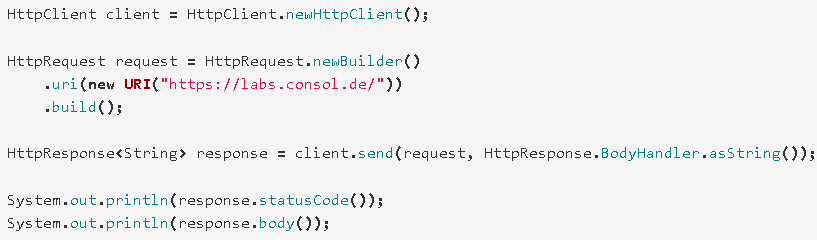 HttpClient client = HttpClient.newHttpClient();
HttpRequest request = HttpRequest.newBuilder()
    .uri(new URI("https://labs.consol.de/"))
    .build();
HttpResponse<String> response = client.send(request, HttpResponse.BodyHandler.asString());
System.out.println(response.statusCode());
System.out.println(response.body());